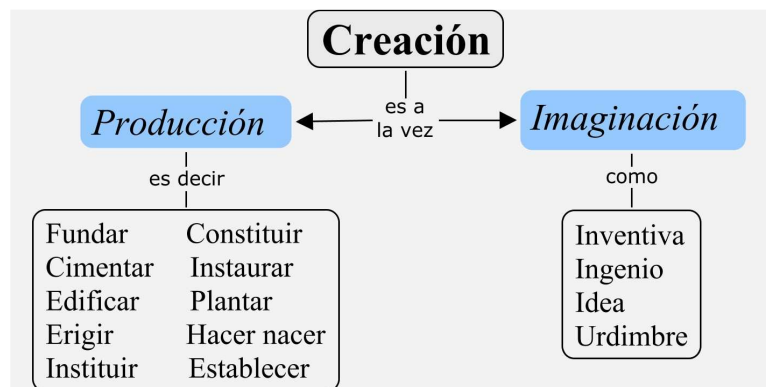 Creación
es a
la vez
Producción
Imaginación
es decir
como
Fundar Constituir
Cimentar Instaurar
Edificar Plantar
Erigir Hacer nacer
Instituir Establecer
Inventiva
Ingenio
Idea
Urdimbre